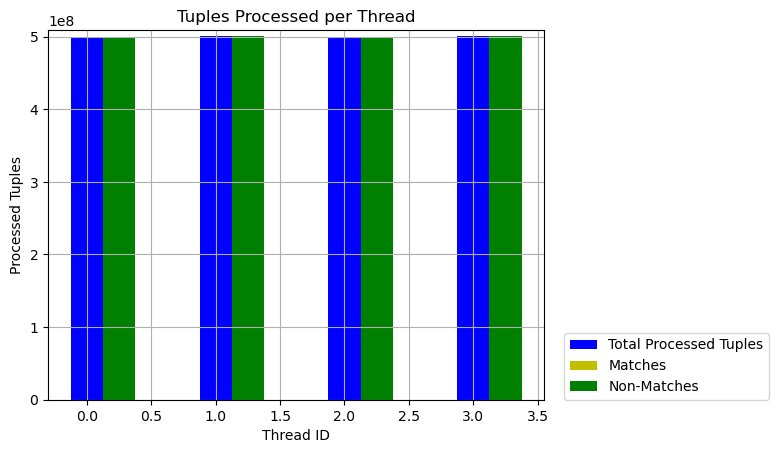 Tuples Processed per Thread
1e8
5
4
3
2
1
0
Processed Tuples
0.0 0.5 1.0 1.5 2.0 2.5 3.0 3.5
Thread ID
Total Processed Tuples
Matches
Non-Matches